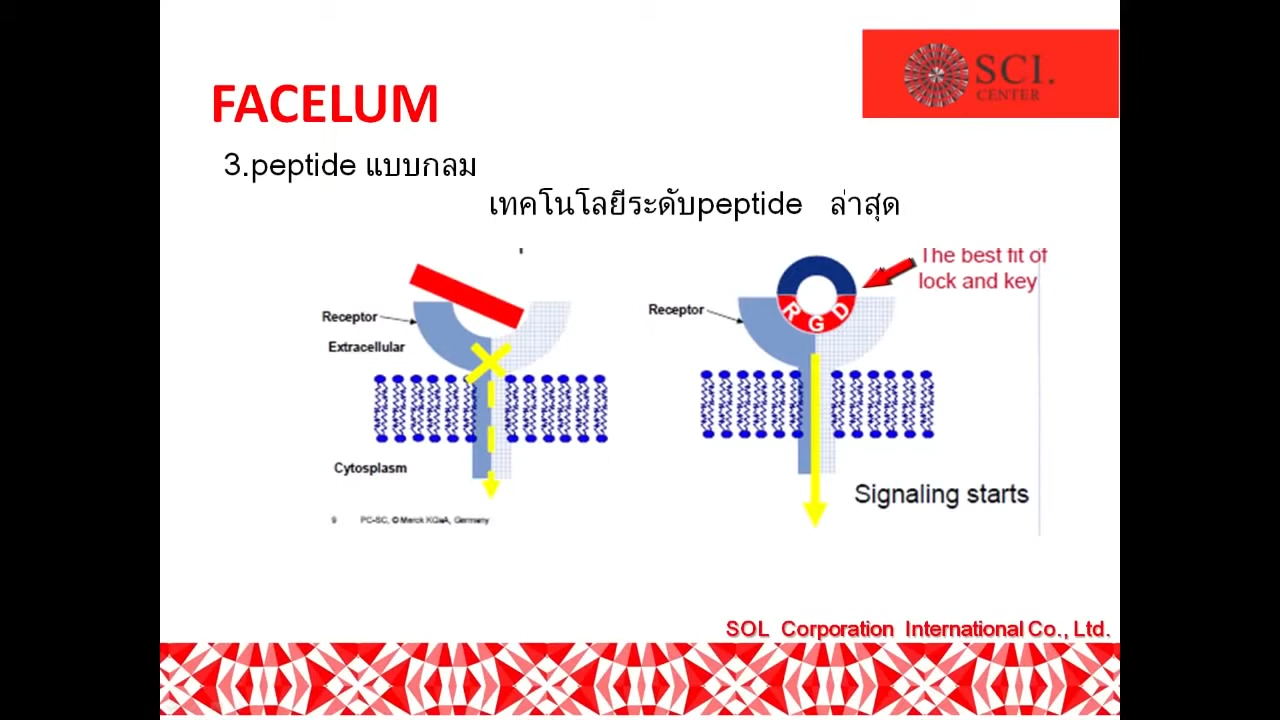 SCI.
CENTER
FACELUM
3.peptide แบบกลม
เทคโนโลยีระดับpeptide ล่าสุด
The best fit of
lock and key
Receptor
Extracellular
Cytosplasm
9 PC-SC, © Merck KGaA, Germany
Receptor
R G D
Signaling starts
SOL Corporation International Co., Ltd.